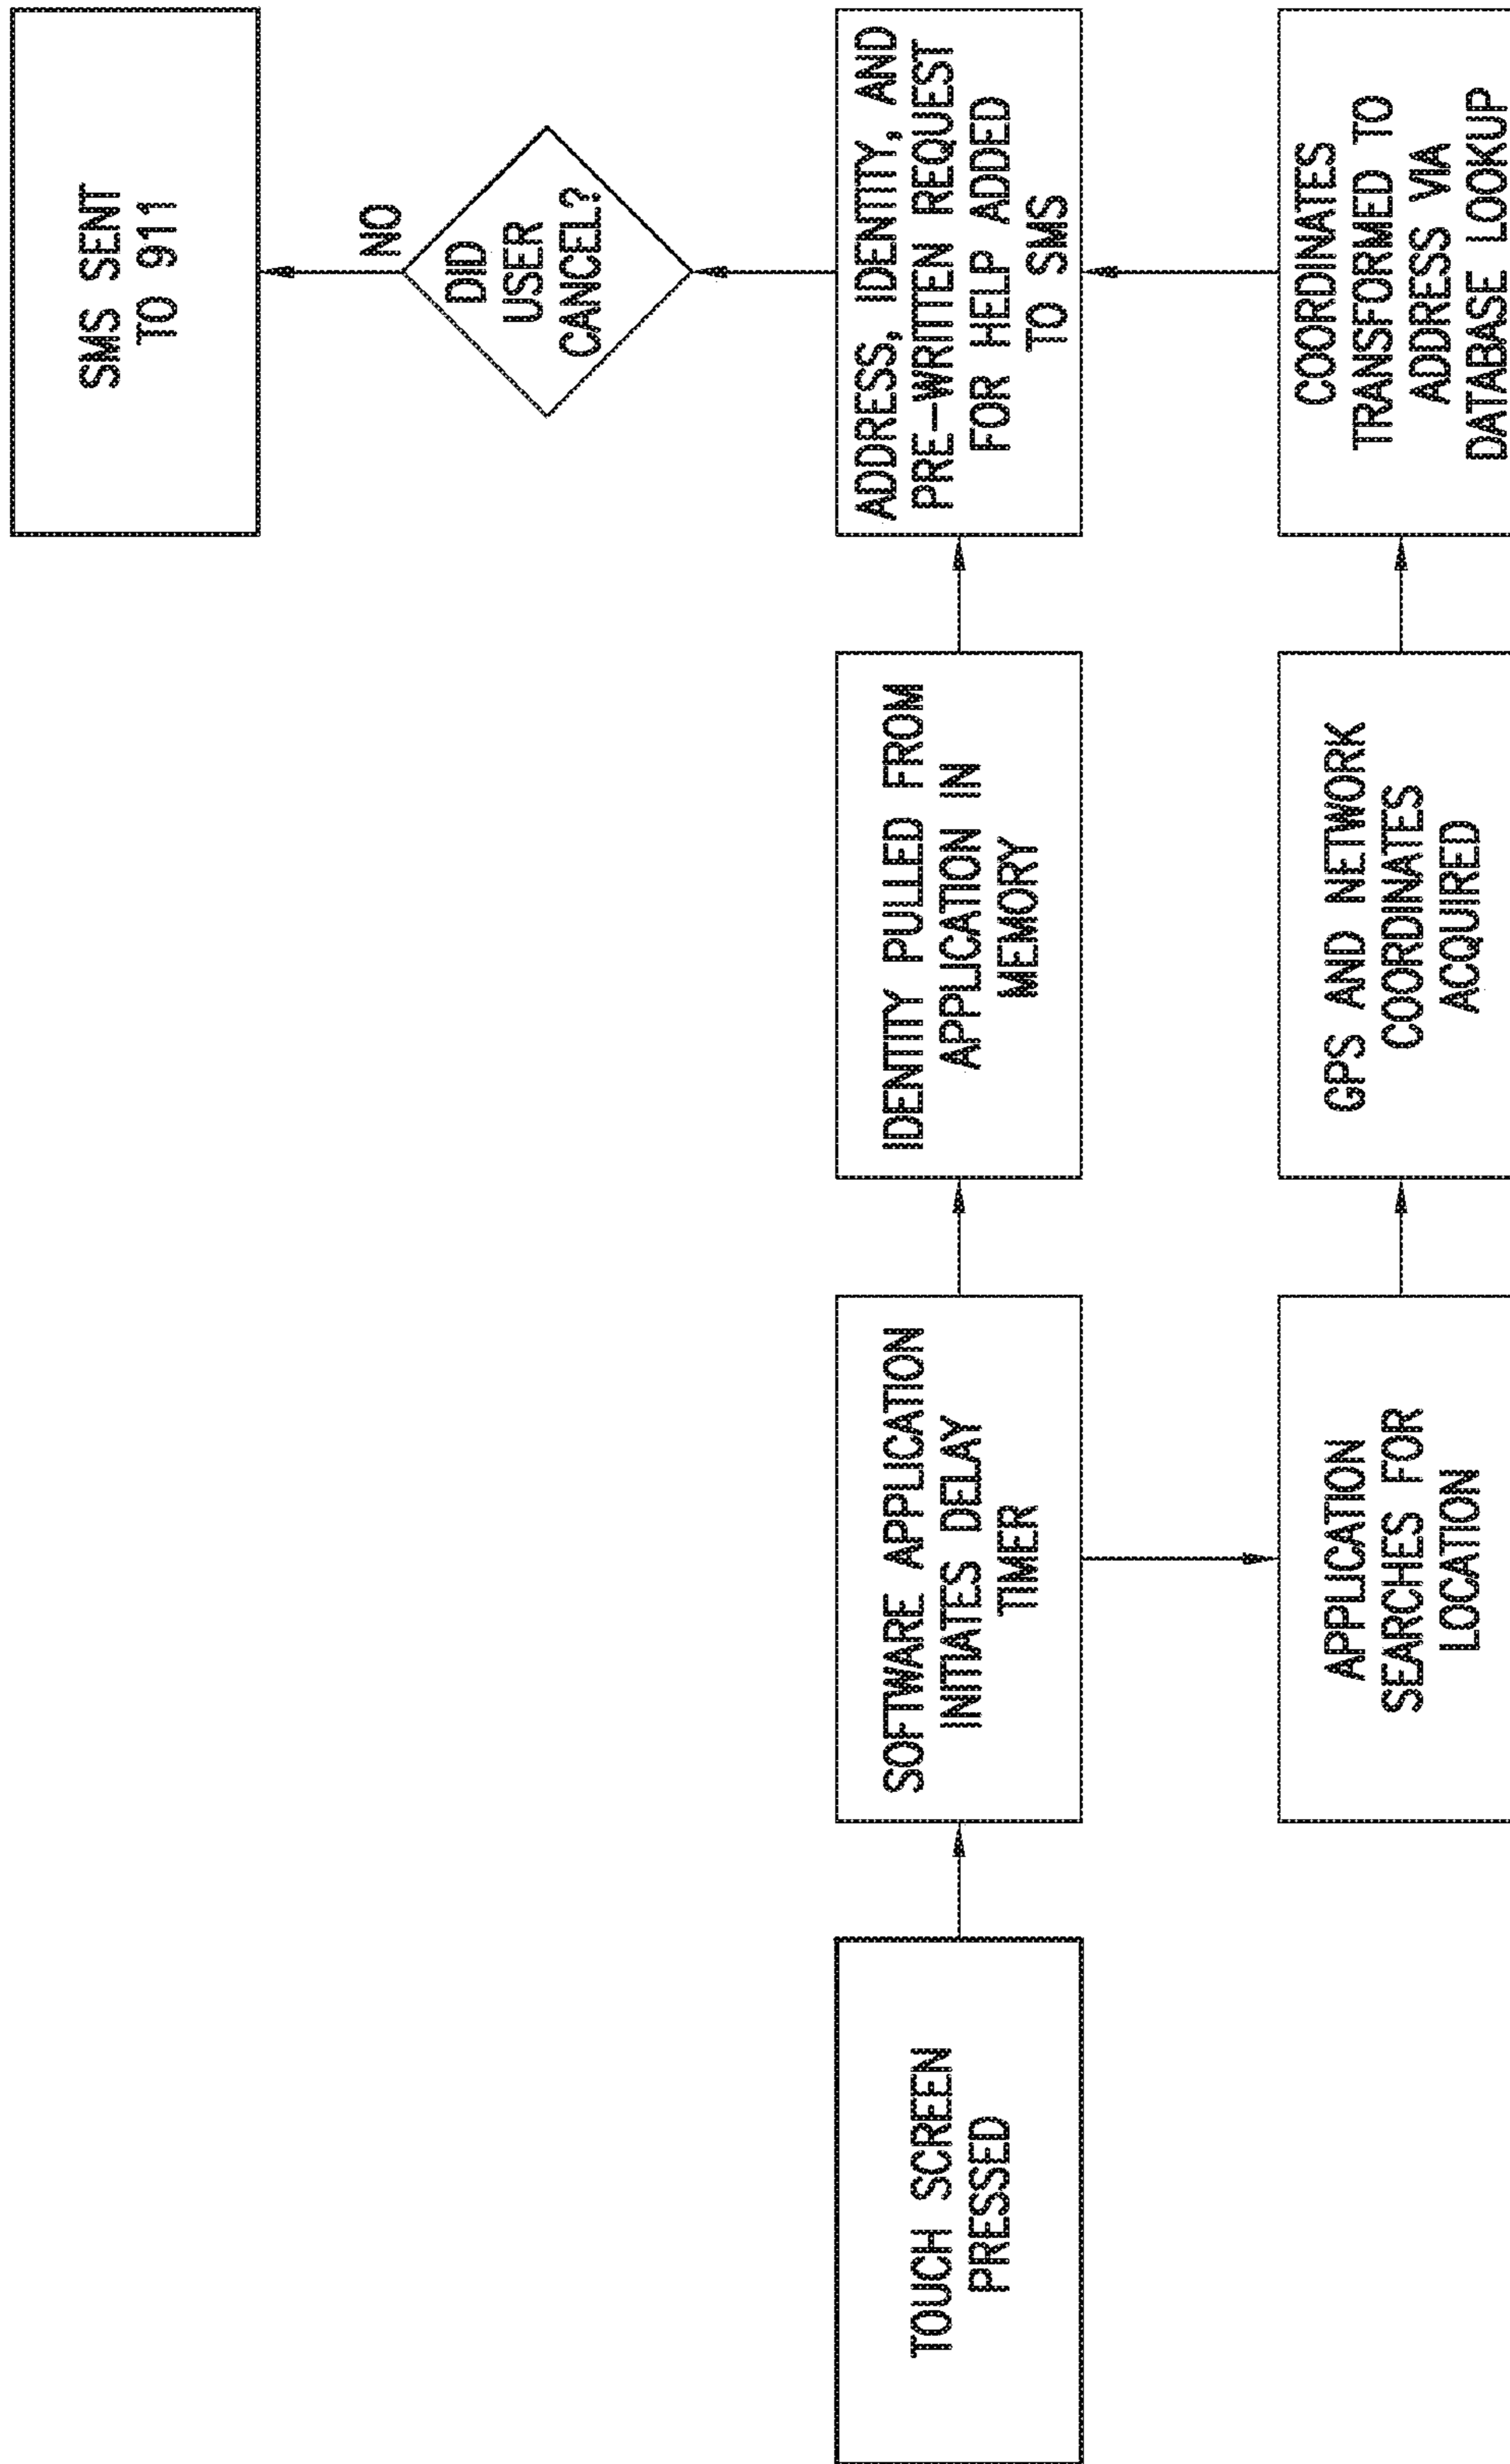 TOUCH SCREEN
PRESSED
SOFTWARE APPLICATION
INITIATES DELAY
TIMER
IDENTITY PULLED FROM
APPLICATION IN
MEMORY
APPLICATION
SEARCHES FOR
LOCATION
GPS AND NETWORK
COORDINATES
ACQUIRED
COORDINATES
TRANSFORMED TO
ADDRESS VIA
DATABASE LOOKUP
ADDRESS, IDENTITY, AND
PRE-WRITTEN REQUEST
FOR HELP ADDED
TO SMS
DID
USER
CANCEL?
NO
SMS SENT
TO 911